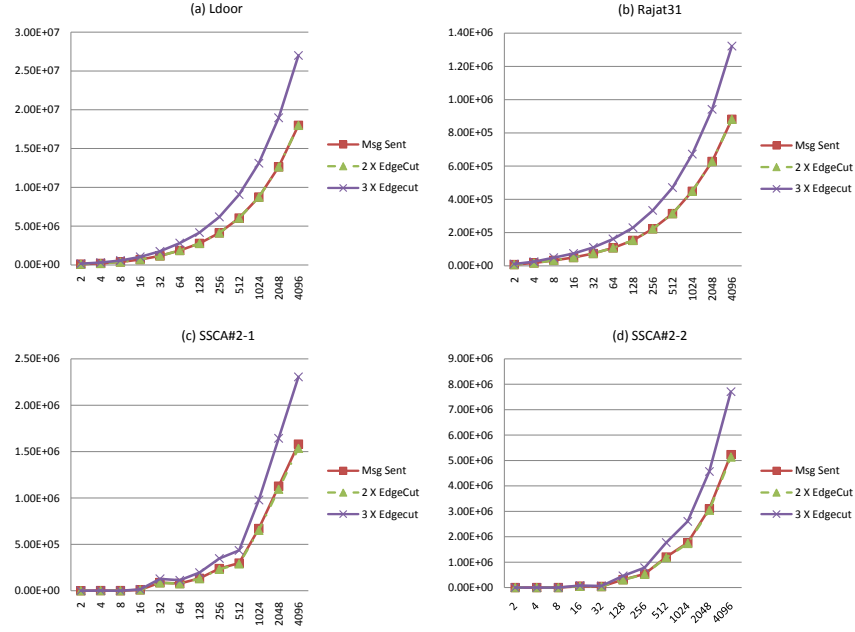 (a) Ldoor
3.00E+07
2.50E+07
2.00E+07
1.50E+07
1.00E+07
5.00E+06
0.00E+00
2 4 8 16 32 64 128 256 512 1024 2048 4096
Msg Sent
2 X EdgeCut
3 X Edgecut
(b) Rajat31
1.40E+06
1.20E+06
1.00E+06
8.00E+05
6.00E+05
4.00E+05
2.00E+05
0.00E+00
2 4 8 16 32 64 128 256 512 1024 2048 4096
Msg Sent
2 X EdgeCut
3 X Edgecut
(c) SSCA#2-1
2.50E+06
2.00E+06
1.50E+06
1.00E+06
5.00E+05
0.00E+00
2 4 8 16 32 64 128 256 512 1024 2048 4096
Msg Sent
2 X EdgeCut
3 X Edgecut
(d) SSCA#2-2
9.00E+06
8.00E+06
7.00E+06
6.00E+06
5.00E+06
4.00E+06
3.00E+06
2.00E+06
1.00E+06
0.00E+00
2 4 8 16 32 128 256 512 1024 2048 4096
Msg Sent
2 X EdgeCut
3 X Edgecut